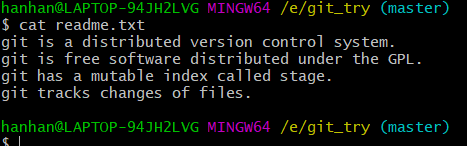 hanhan@LAPTOP-94JH2LVG MINGW64 /e/git_try (master)
$ cat readme.txt
git is a distributed version control system.
git is free software distributed under the GPL.
git has a mutable index called stage.
git tracks changes of files.
hanhan@LAPTOP-94JH2LVG MINGW64 /e/git_try (master)
$